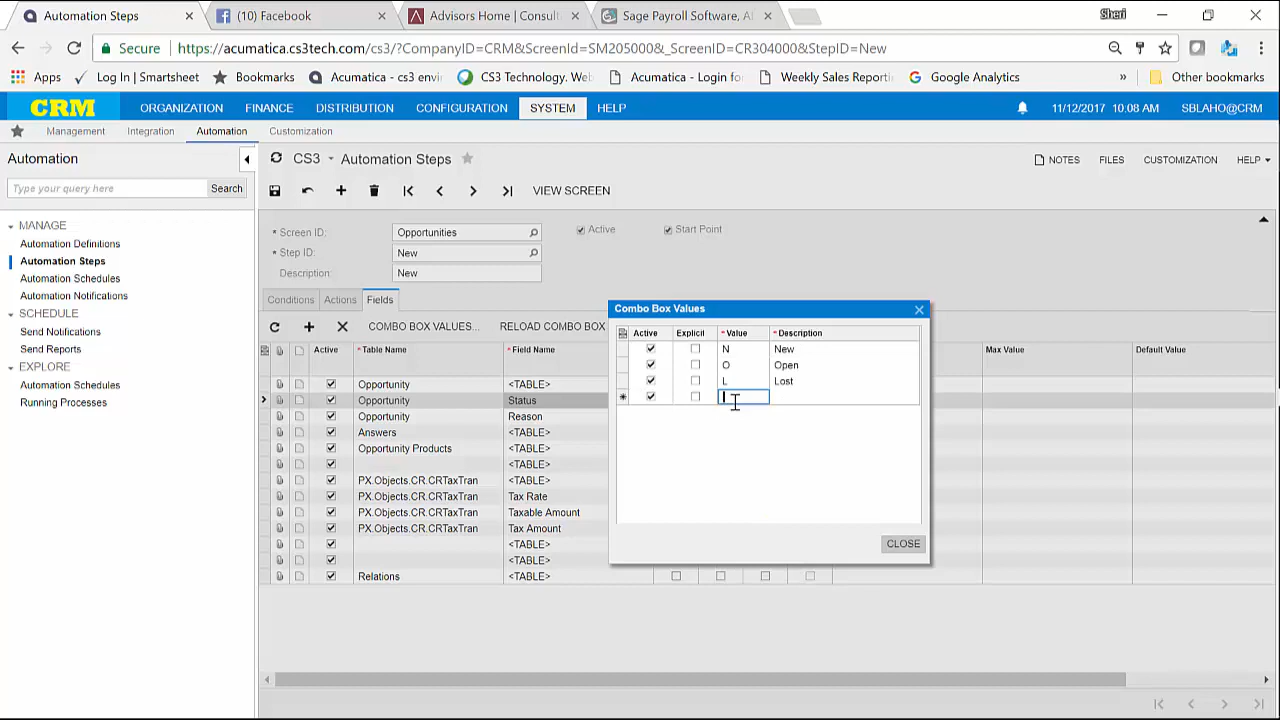 Automation Steps
(10) Facebook
Advisors Home | Consult
Sage Payroll Software, Al
Sheri
Secure https://acumatica.cs3tech.com/cs3/?CompanyID=CRM&ScreenId=SM205000&_ScreenID=CR304000&StepID=New
Apps Log In | Smartsheet Bookmarks Acumatica - cs3 envi CS3 Technology. Web Acumatica - Login for Weekly Sales Report Google Analytics » Other bookmarks
CRM ORGANIZATION FINANCE DISTRIBUTION CONFIGURATION SYSTEM HELP 11/12/2017 10:08 AM SBLAHO@CRM
Management Integration Automation Customization
Automation
CS3 Automation Steps
NOTES FILES CUSTOMIZATION HELP
Type your query here Search
VIEW SCREEN
MANAGE
Automation Definitions
Automation Steps
Automation Schedules
Automation Notifications
SCHEDULE
Send Notifications
Send Reports
EXPLORE
Automation Schedules
Running Processes
* Screen ID: Opportunities Active Start Point
* Step ID: New
Description: New
Conditions Actions Fields
COMBO BOX VALUES... RELOAD COMBO BOX
Active * Table Name * Field Name Max Value Default Value
Opportunity <TABLE>
Opportunity Status
Opportunity Reason
Answers <TABLE>
Opportunity Products <TABLE>
<TABLE>
PX.Objects.CR.CRTaxTran <TABLE>
PX.Objects.CR.CRTaxTran Tax Rate
PX.Objects.CR.CRTaxTran Taxable Amount
PX.Objects.CR.CRTaxTran Tax Amount
<TABLE>
<TABLE>
Relations <TABLE>
Combo Box Values
Active Explicit * Value * Description
N New
O Open
L Lost
CLOSE